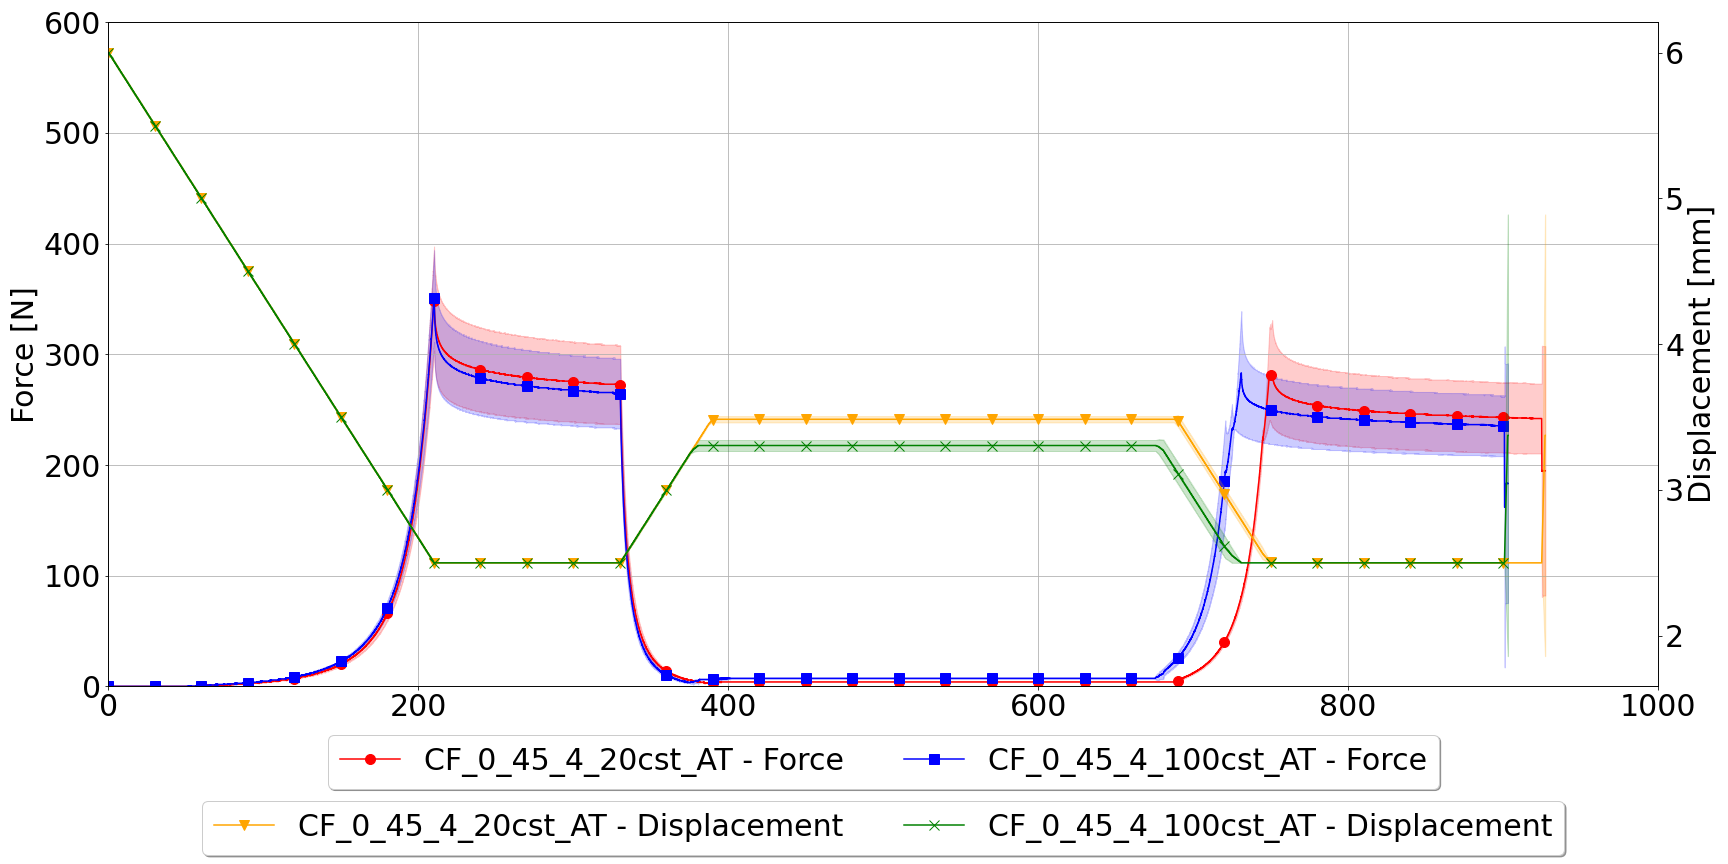 600
500
400
300
200
100
0
Force [N]
6
5
4
3
2
Displacement [mm]
0 200 400 600 800 1000
CF_0_45_4_20cst_AT - Force CF_0_45_4_100cst_AT - Force
CF_0_45_4_20cst_AT - Displacement CF_0_45_4_100cst_AT - Displacement